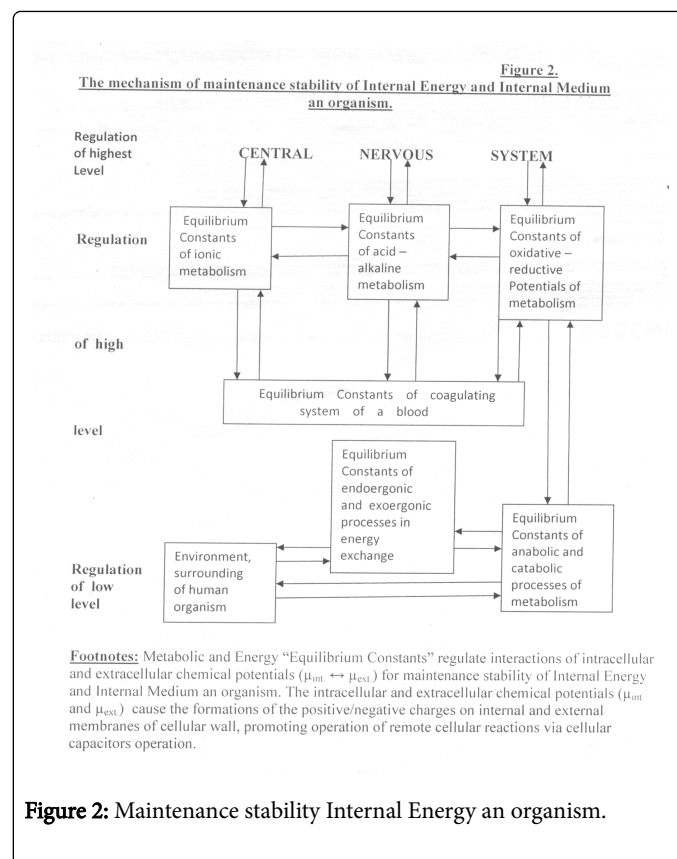 Figure 2.
The mechanism of maintenance stability of Internal Energy and Internal Medium
an organism.
Regulation
of highest
Level
CENTRAL NERVOUS SYSTEM
Regulation
Equilibrium
Constants
of ionic
metabolism
Equilibrium
Constants
of acid –
alkaline
metabolism
Equilibrium
Constants of
oxidative –
reductive
Potentials of
metabolism
of high
Equilibrium Constants of coagulating
system of a blood
level
Equilibrium
Constants of
endoergonic
and exoergonic
processes in
energy
exchange
Regulation
of low
level
Environment,
surrounding
of human
organism
Equilibrium
Constants of
anabolic and
catabolic
processes of
metabolism
Footnotes: Metabolic and Energy “Equilibrium Constants” regulate interactions of intracellular
and extracellular chemical potentials (μint. ↔ μext.) for maintenance stability of Internal Energy
and Internal Medium an organism. The intracellular and extracellular chemical potentials (μint.
and μext.) cause the formations of the positive/negative charges on internal and external
membranes of cellular wall, promoting operation of remote cellular reactions via cellular
capacitors operation.
Figure 2: Maintenance stability Internal Energy an organism.